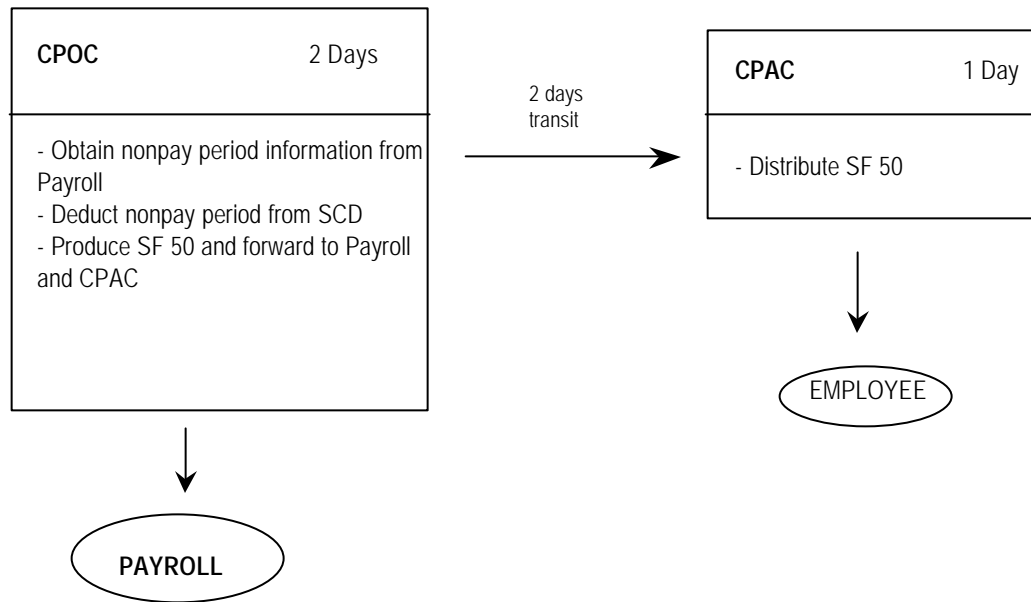 CPOC 2 Days
- Obtain nonpay period information from
Payroll
- Deduct nonpay period from SCD
- Produce SF 50 and forward to Payroll
and CPAC
PAYROLL
2 days
transit
CPAC 1 Day
- Distribute SF 50
EMPLOYEE